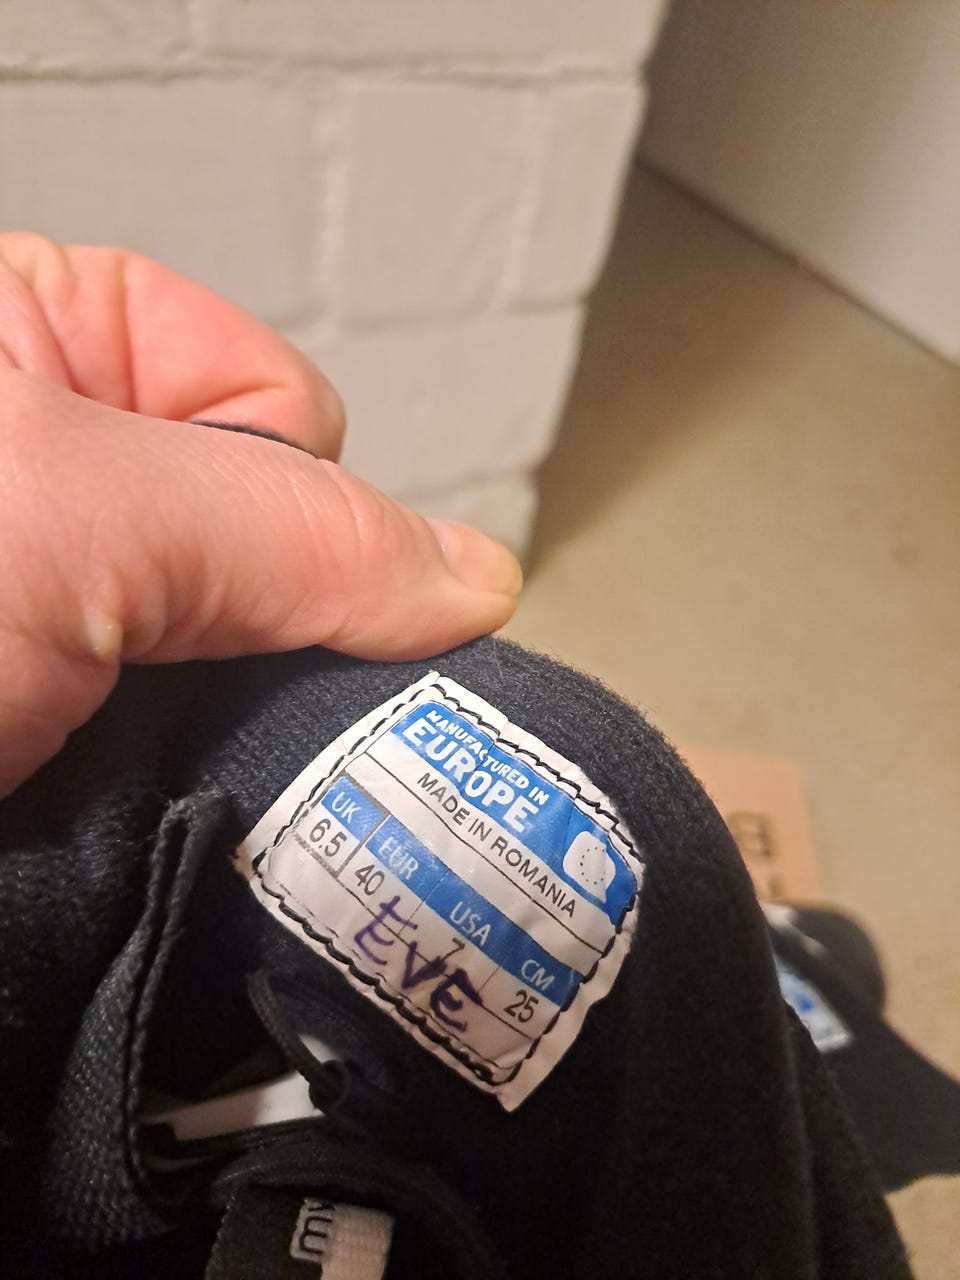 MANUFACTURED IN
EUROPE
MADE IN ROMANIA
UK EUR USA CM
6.5 40 7 25
EVE